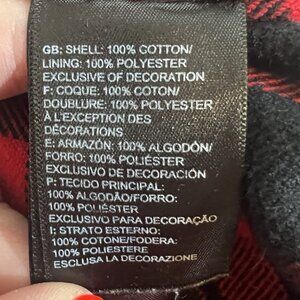 GB: SHELL: 100% COTTON/
LINING: 100% POLYESTER
EXCLUSIVE OF DECORATION
F: COQUE: 100% COTON/
DOUBLURE: 100% POLYESTER
À L'EXCEPTION DES
DÉCORATIONS
E: ARMAZÓN: 100% ALGODÓN/
FORRO: 100% POLIÉSTER
EXCLUSIVO DE DECORACIÓN
P: TECIDO PRINCIPAL:
100% ALGODÃO/FORRO:
100% POLIÉSTER
EXCLUSIVO PARA DECORAÇÃO
I: STRATO ESTERNO:
100% COTONE/FODERA:
100% POLIESTERE
ESCLUSA LA DECORAZIONE